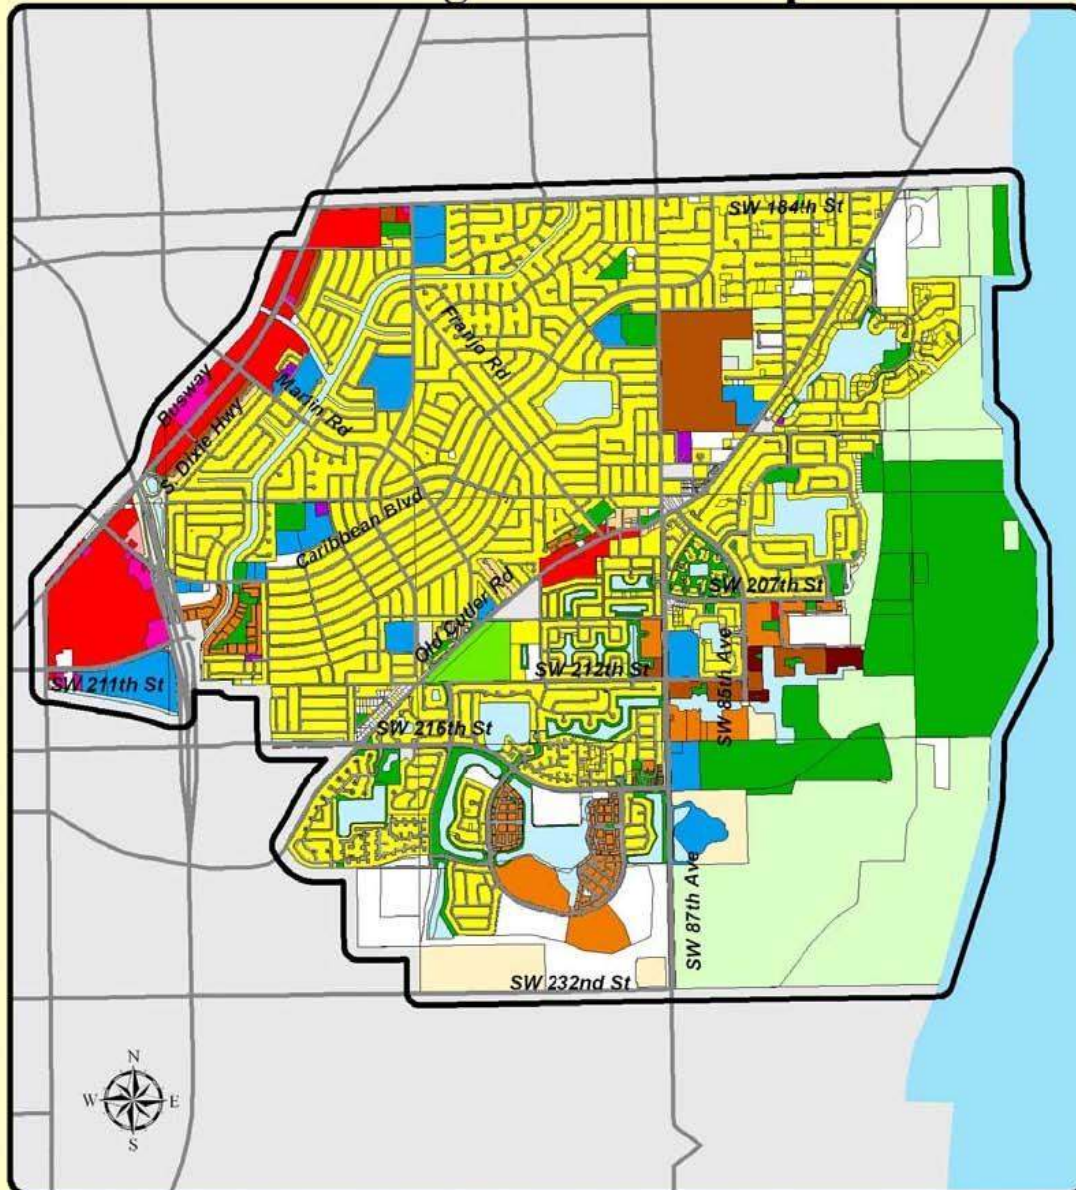 SW 184th St
Franjo Rd
Busway
Marlin Rd
S. Dixie Hwy
Caribbean Blvd
SW 207th St
Old Cutler Rd
SW 212th St
SW 211th St
SW 85th Ave
SW 216th St
SW 87th Ave
SW 232nd St
N
W E
S